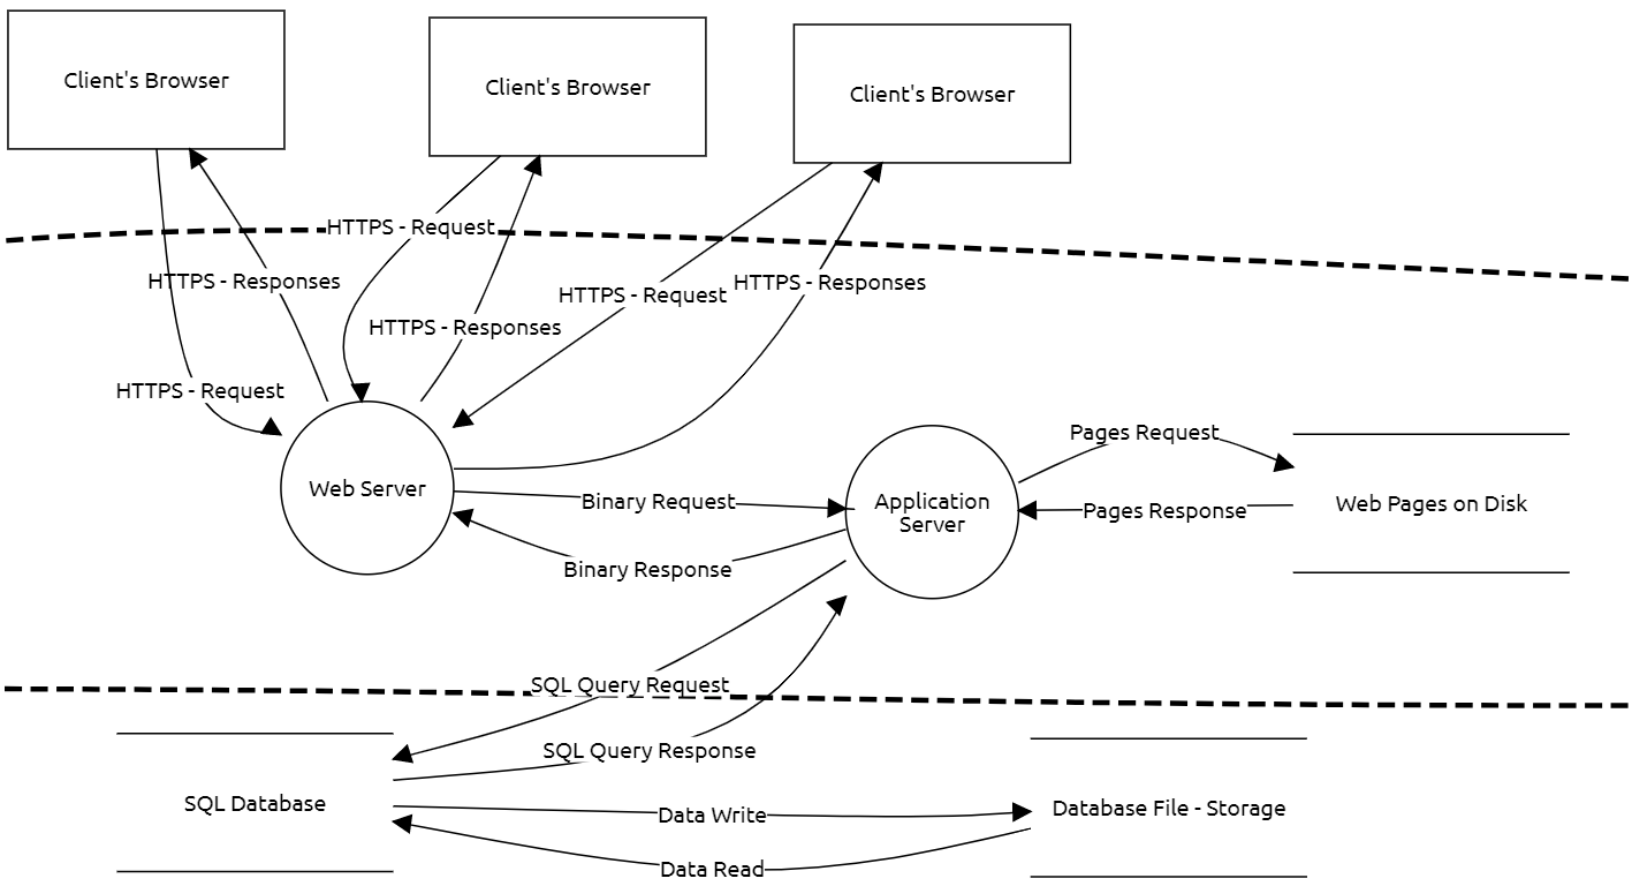 Client's Browser
Client's Browser
Client's Browser
HTTPS - Request
HTTPS - Responses
HTTPS - Request
HTTPS - Responses
HTTPS - Responses
HTTPS - Request
Web Server
Binary Request
Binary Response
Application
Server
Pages Request
Pages Response
Web Pages on Disk
SQL Query Request
SQL Query Response
SQL Database
Data Write
Data Read
Database File - Storage